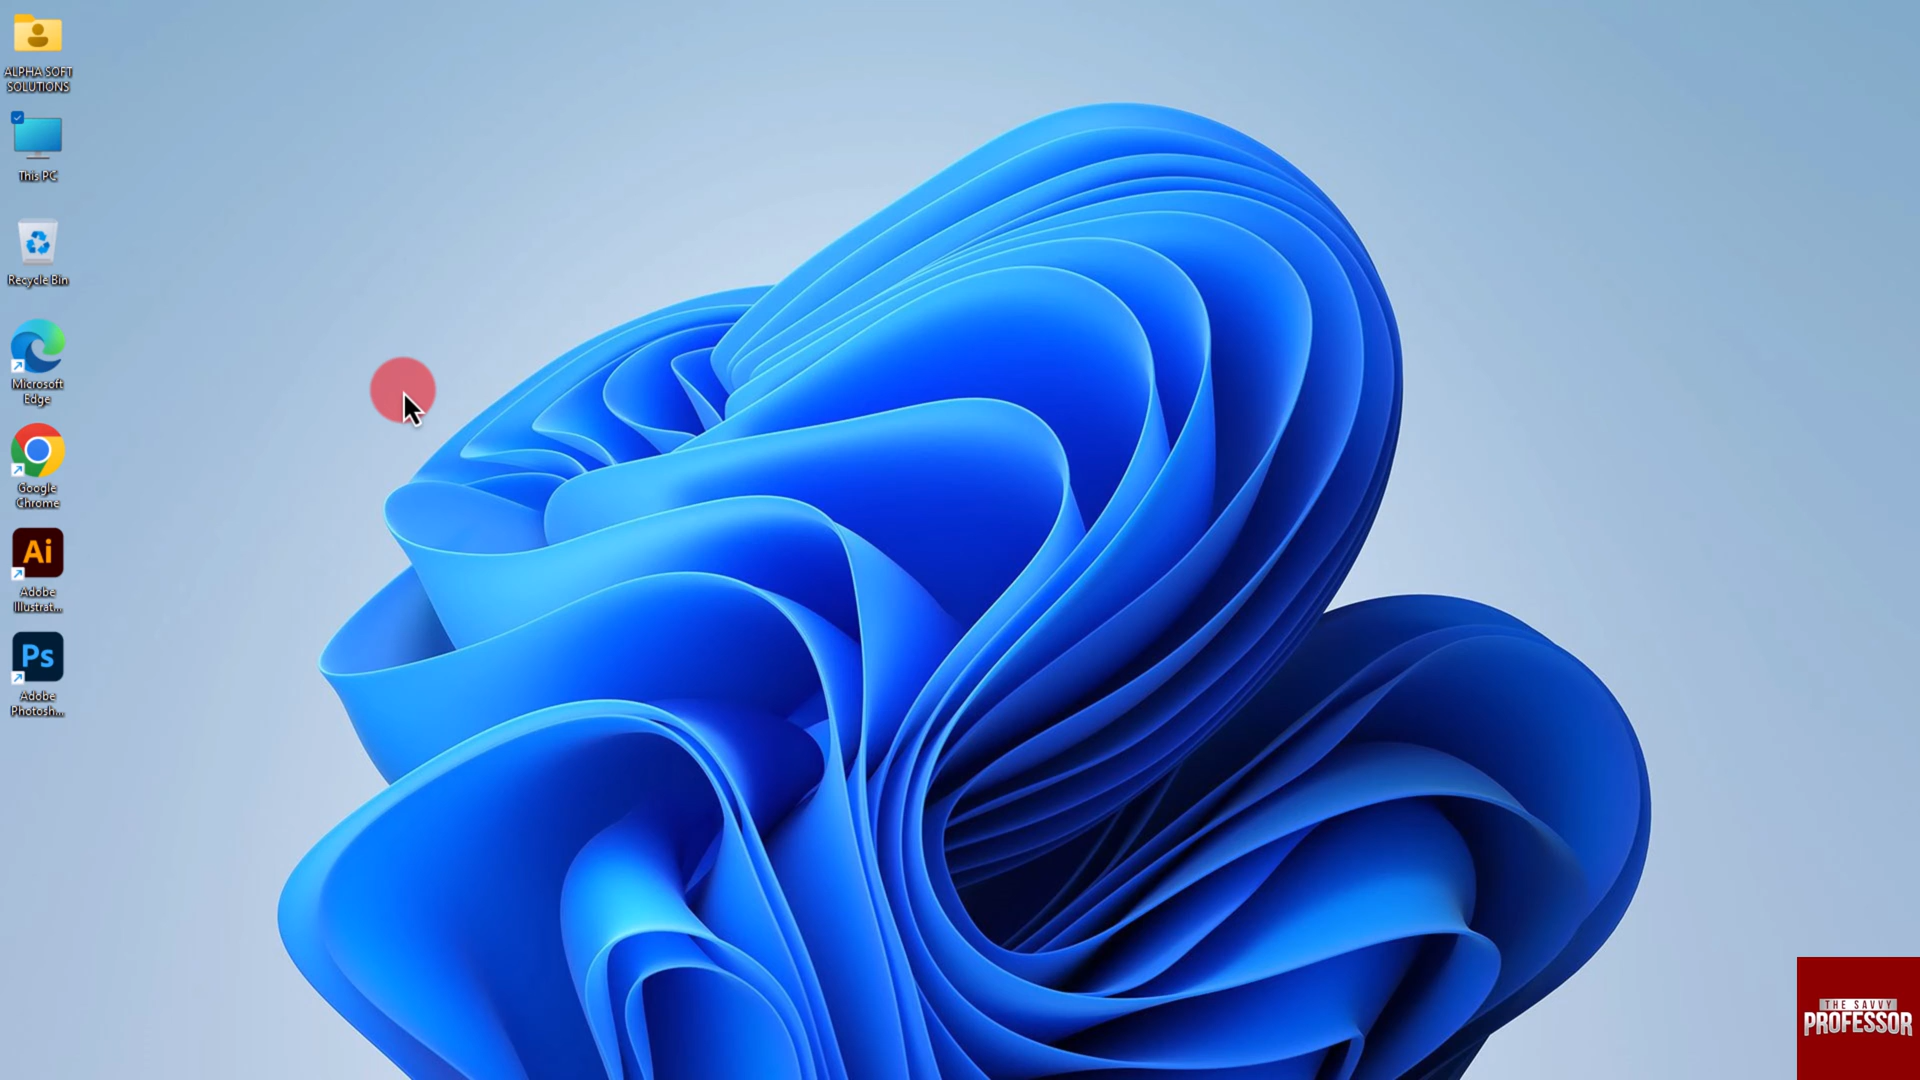 ALPHA SOFT
SOLUTIONS
This PC
Recycle Bin
Microsoft
Edge
Google
Chrome
Ai
Adobe
Illustrat...
Ps
Adobe
Photosh...
THE SAVVY
PROFESSOR